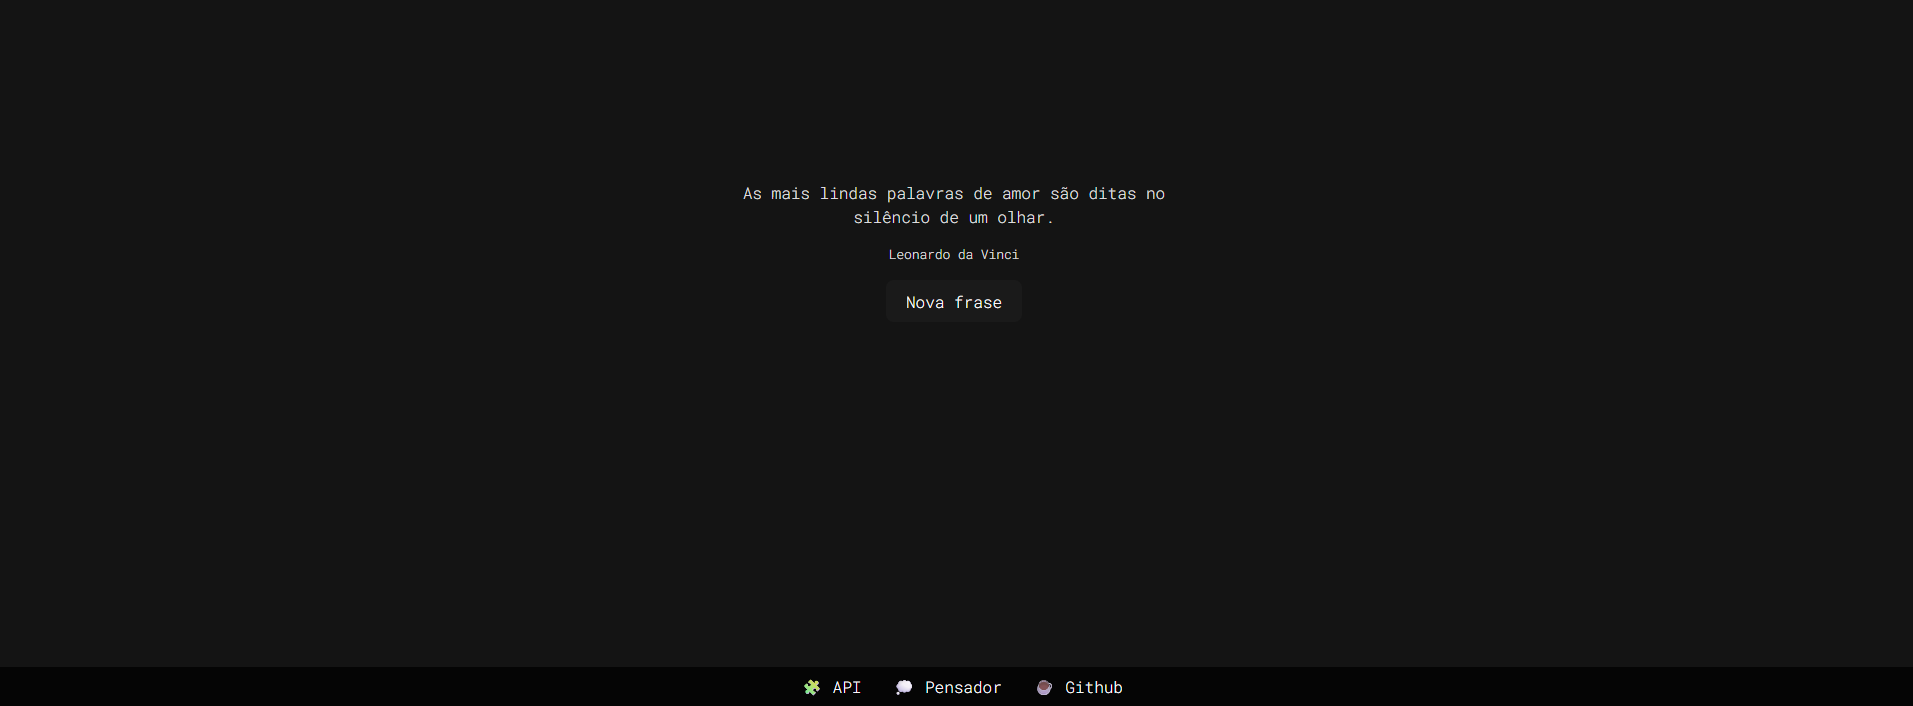 As mais lindas palavras de amor são ditas no
silêncio de um olhar.
Leonardo da Vinci
Nova frase
API Pensador Github